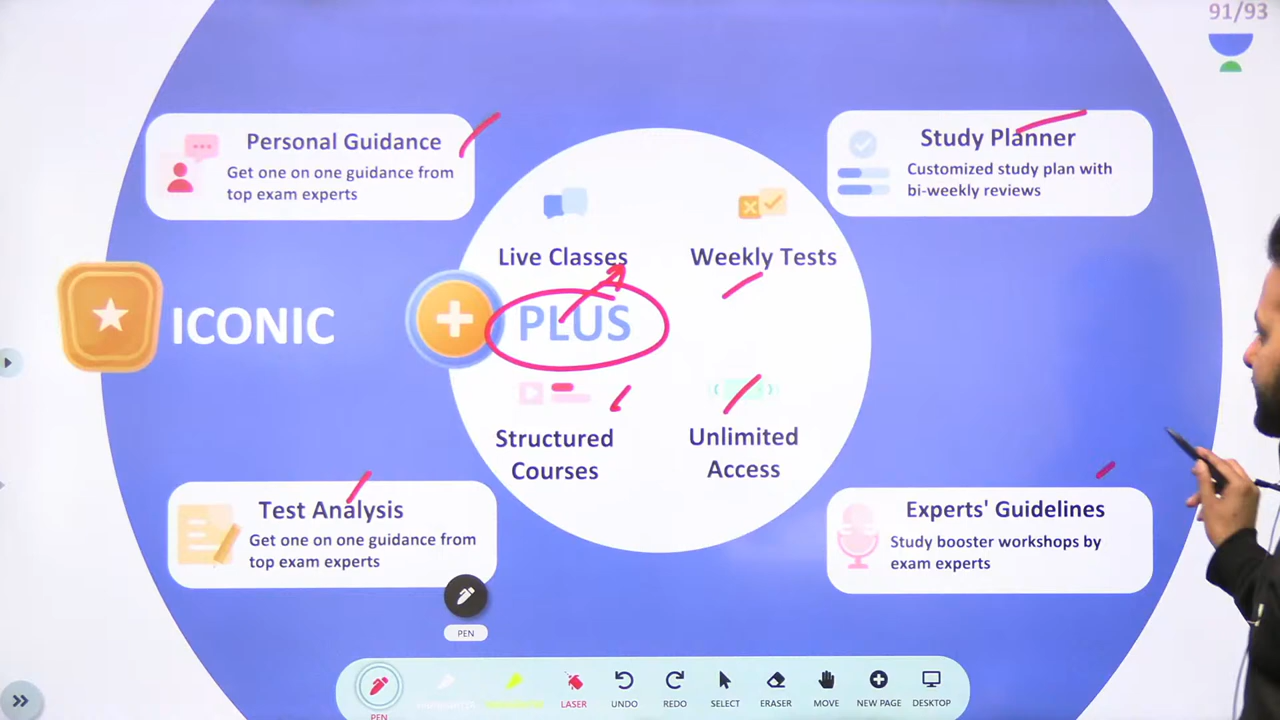 91/93
Personal Guidance
Get one on one guidance from
top exam experts
Study Planner
Customized study plan with
bi-weekly reviews
Live Classes
Weekly Tests
ICONIC
PLUS
Structured
Courses
Unlimited
Access
Test Analysis
Get one on one guidance from
top exam experts
Experts' Guidelines
Study booster workshops by
exam experts
PEN
PEN
LASER
UNDO
REDO
SELECT
ERASER
MOVE
NEW PAGE
DESKTOP